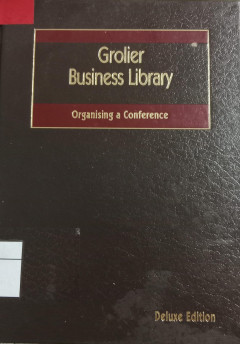 Grolier
Business Library
Organising a Conference
Deluxe Edition